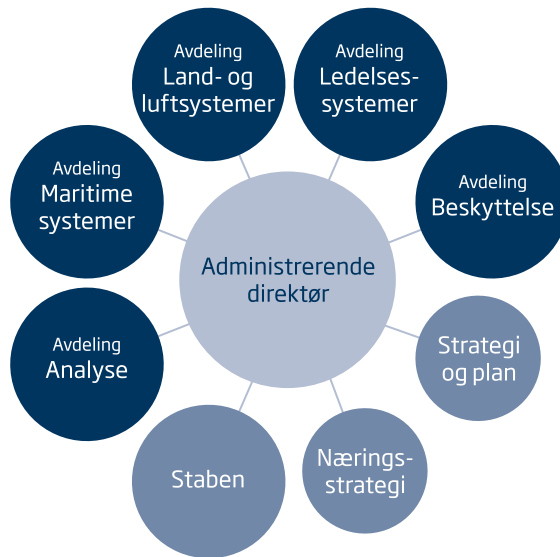 Avdeling
Land- og
luftsystemer
Avdeling
Ledelses-
systemer
Avdeling
Maritime
systemer
Avdeling
Beskyttelse
Administrerende
direktør
Avdeling
Analyse
Strategi
og plan
Staben
Nærings-
strategi